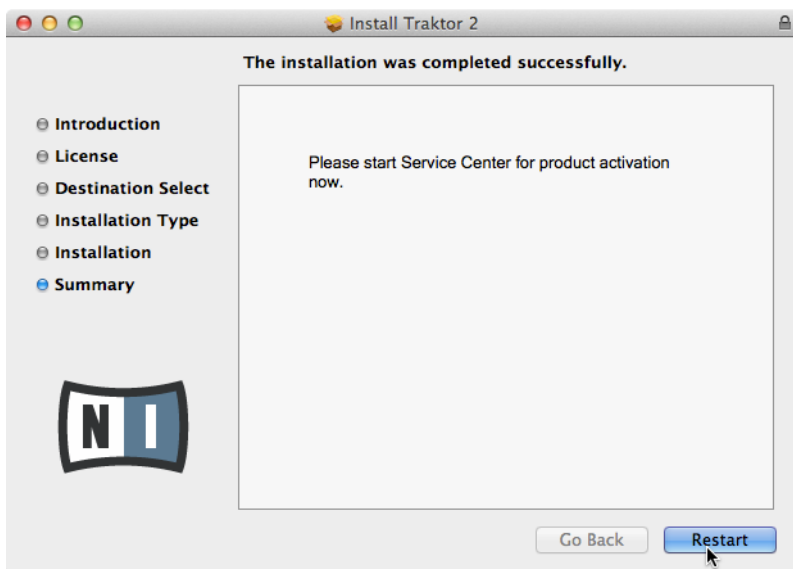 Install Traktor 2
The installation was completed successfully.
Introduction
License
Destination Select
Installation Type
Installation
Summary
Please start Service Center for product activation
now.
NI
Go Back
Restart